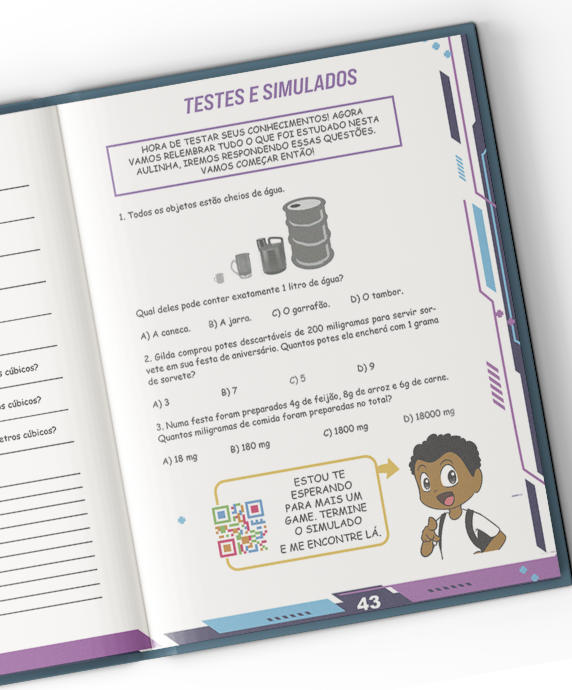 s cúbicos?
s cúbicos?
etros cúbicos?
TESTES E SIMULADOS
HORA DE TESTAR SEUS CONHECIMENTOS! AGORA
VAMOS RELEMBRAR TUDO O QUE FOI ESTUDADO NESTA
AULINHA, IREMOS RESPONDENDO ESSAS QUESTÕES.
VAMOS COMEÇAR ENTÃO!
1. Todos os objetos estão cheios de água.
Qual deles pode conter exatamente 1 litro de água?
A) A caneca. B) A jarra. C) O garrafão. D) O tambor.
2. Gilda comprou potes descartáveis de 200 miligramas para servir sor-
vete em sua festa de aniversário. Quantos potes ela encherá com 1 grama
de sorvete?
A) 3 B) 7 C) 5 D) 9
3. Numa festa foram preparados 4g de feijão, 8g de arroz e 6g de carne.
Quantos miligramas de comida foram preparadas no total?
A) 18 mg B) 180 mg C) 1800 mg D) 18000 mg
ESTOU TE
ESPERANDO
PARA MAIS UM
GAME. TERMINE
O SIMULADO
E ME ENCONTRE LÁ.
43